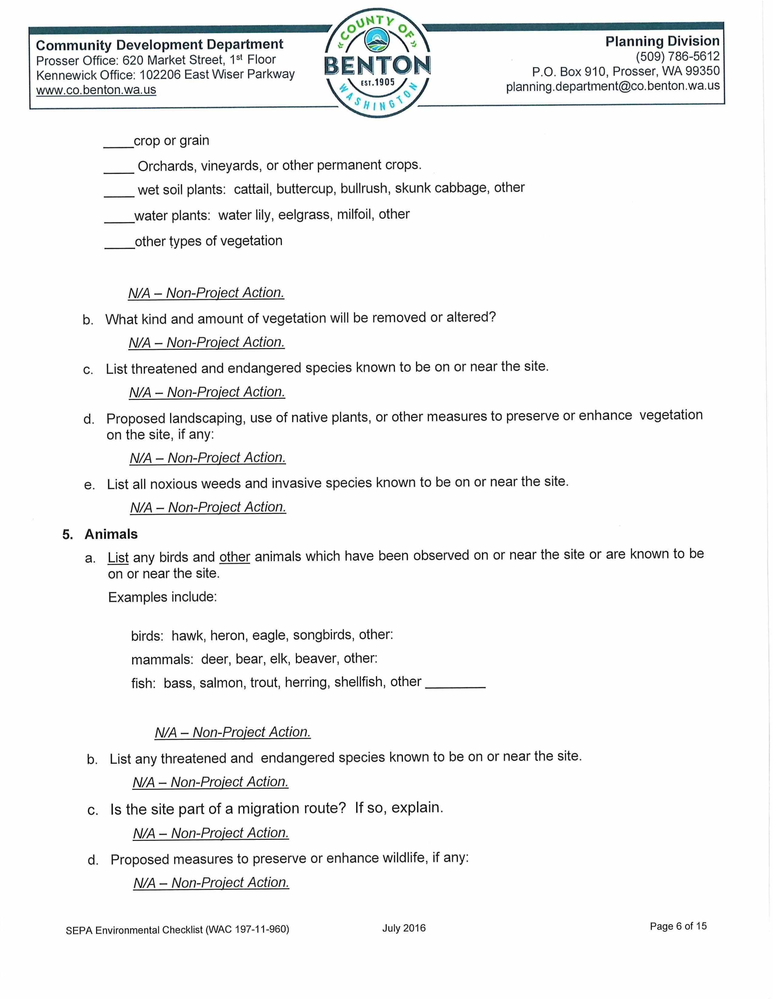 Community Development Department
Prosser Office: 620 Market Street, 1st Floor
Kennewick Office: 102206 East Wiser Parkway
www.co.benton.wa.us
« COUNTY OF »
BENTON
EST.1905
WASHINGTON
Planning Division
(509) 786-5612
P.O. Box 910, Prosser, WA 99350
planning.department@co.benton.wa.us
____crop or grain
____ Orchards, vineyards, or other permanent crops.
____ wet soil plants: cattail, buttercup, bullrush, skunk cabbage, other
____water plants: water lily, eelgrass, milfoil, other
____other types of vegetation
N/A – Non-Project Action.
b. What kind and amount of vegetation will be removed or altered?
N/A – Non-Project Action.
c. List threatened and endangered species known to be on or near the site.
N/A – Non-Project Action.
d. Proposed landscaping, use of native plants, or other measures to preserve or enhance vegetation
on the site, if any:
N/A – Non-Project Action.
e. List all noxious weeds and invasive species known to be on or near the site.
N/A – Non-Project Action.
5. Animals
a. List any birds and other animals which have been observed on or near the site or are known to be
on or near the site.
Examples include:
birds: hawk, heron, eagle, songbirds, other:
mammals: deer, bear, elk, beaver, other:
fish: bass, salmon, trout, herring, shellfish, other ________
N/A – Non-Project Action.
b. List any threatened and endangered species known to be on or near the site.
N/A – Non-Project Action.
c. Is the site part of a migration route? If so, explain.
N/A – Non-Project Action.
d. Proposed measures to preserve or enhance wildlife, if any:
N/A – Non-Project Action.
SEPA Environmental Checklist (WAC 197-11-960)
July 2016
Page 6 of 15